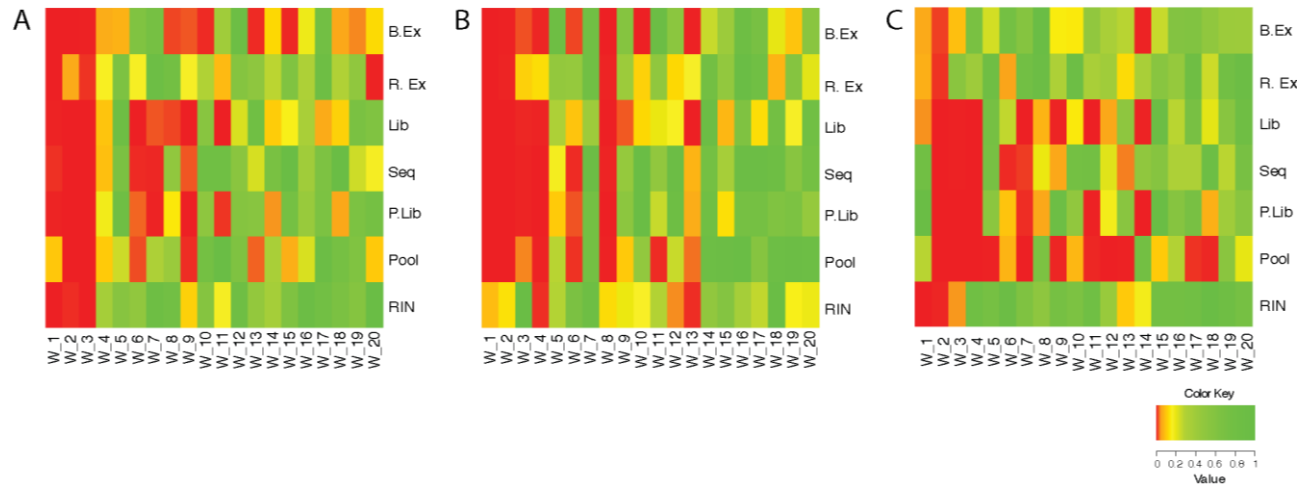 A
B.Ex
R. Ex
Lib
Seq
P.Lib
Pool
RIN
W_1
W_2
W_3
W_4
W_5
W_6
W_7
W_8
W_9
W_10
W_11
W_12
W_13
W_14
W_15
W_16
W_17
W_18
W_19
W_20
B
B.Ex
R. Ex
Lib
Seq
P.Lib
Pool
RIN
W_1
W_2
W_3
W_4
W_5
W_6
W_7
W_8
W_9
W_10
W_11
W_12
W_13
W_14
W_15
W_16
W_17
W_18
W_19
W_20
C
B.Ex
R. Ex
Lib
Seq
P.Lib
Pool
RIN
W_1
W_2
W_3
W_4
W_5
W_6
W_7
W_8
W_9
W_10
W_11
W_12
W_13
W_14
W_15
W_16
W_17
W_18
W_19
W_20
Color Key
0 0.2 0.4 0.6 0.8 1
Value